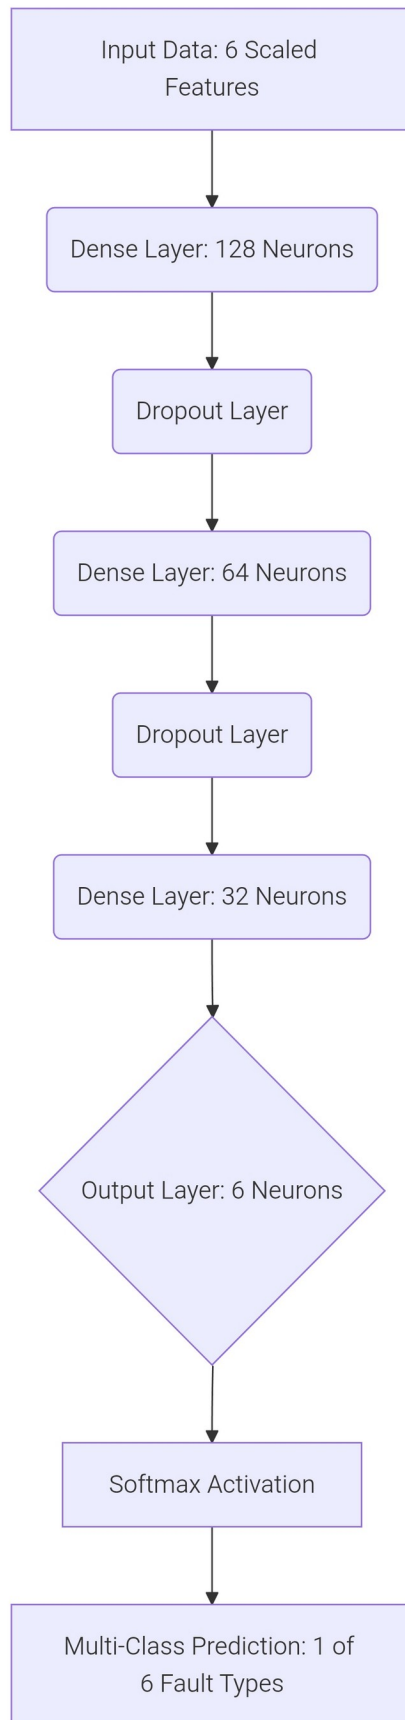 Input Data: 6 Scaled
Features
Dense Layer: 128 Neurons
Dropout Layer
Dense Layer: 64 Neurons
Dropout Layer
Dense Layer: 32 Neurons
Output Layer: 6 Neurons
Softmax Activation
Multi-Class Prediction: 1 of
6 Fault Types